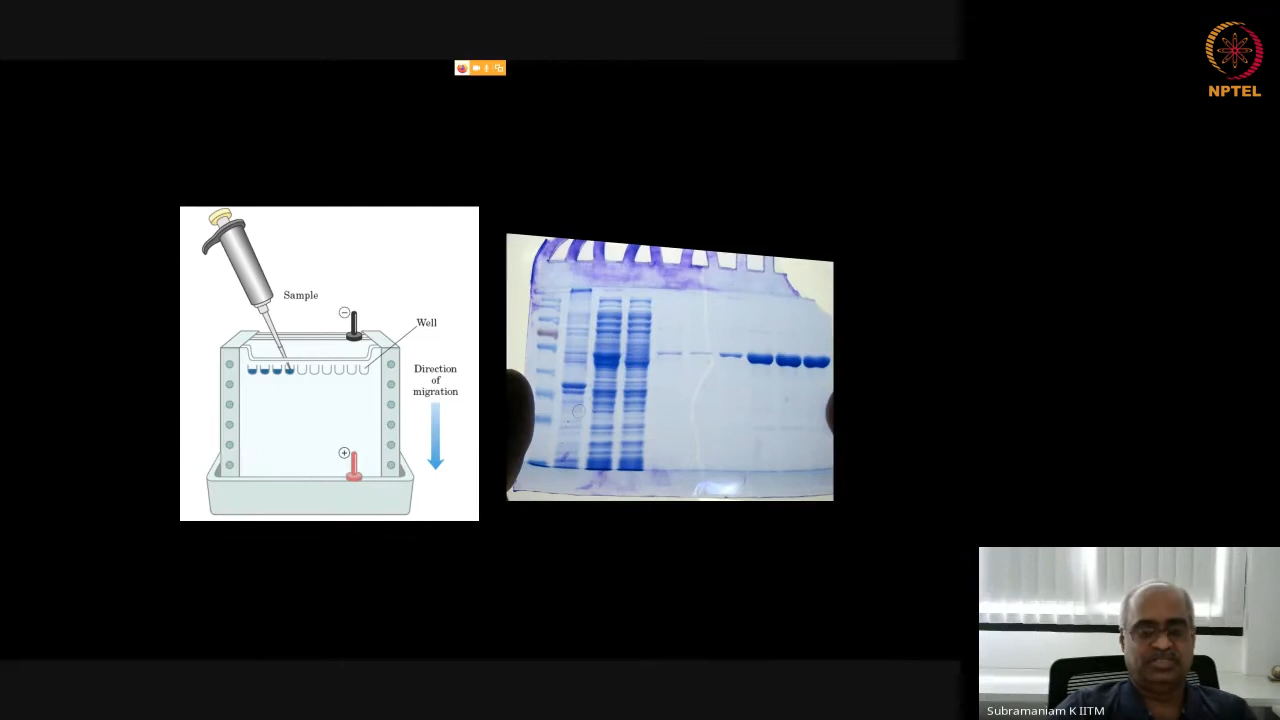 NPTEL
Sample
−
Well
Direction
of
migration
+
Subramaniam K IITM